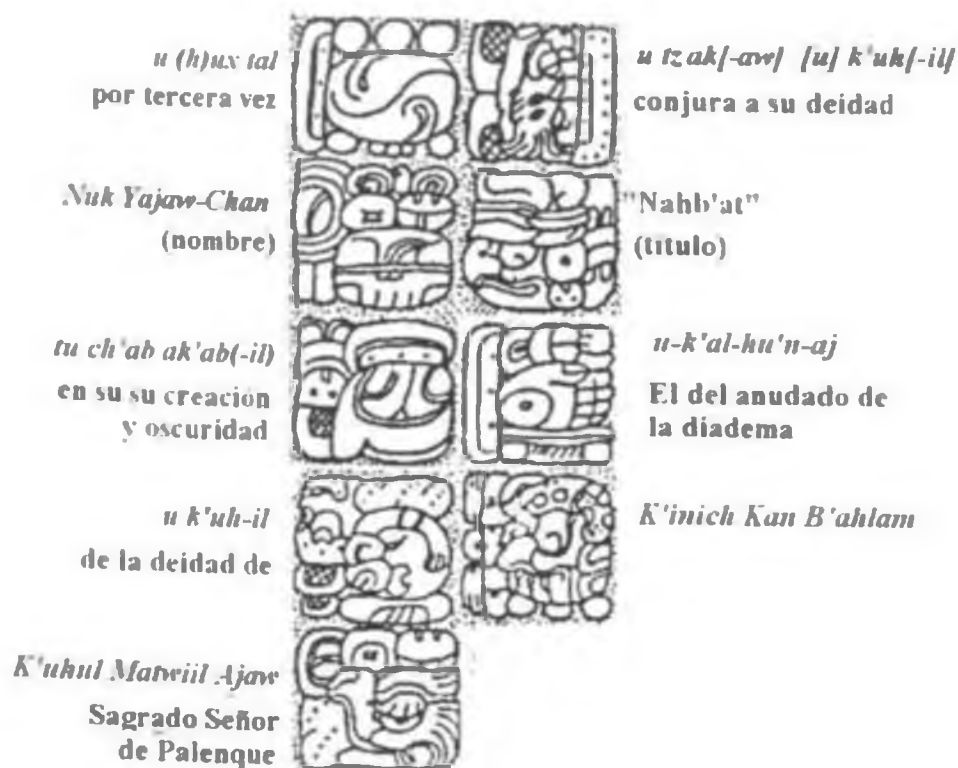 u (h)ux tal
por tercera vez
u tzak[-aw] [u] k'uh[-il]
conjura a su deidad
Nuk Yajaw-Chan
(nombre)
"Nahb'at"
(titulo)
tu ch'ab ak'ab(-il)
en su su creación
y oscuridad
u-k'al-hu'n-aj
El del anudado de
la diadema
u k'uh-il
de la deidad de
K'inich Kan B'ahlam
K'uhul Matwiil Ajaw
Sagrado Señor
de Palenque